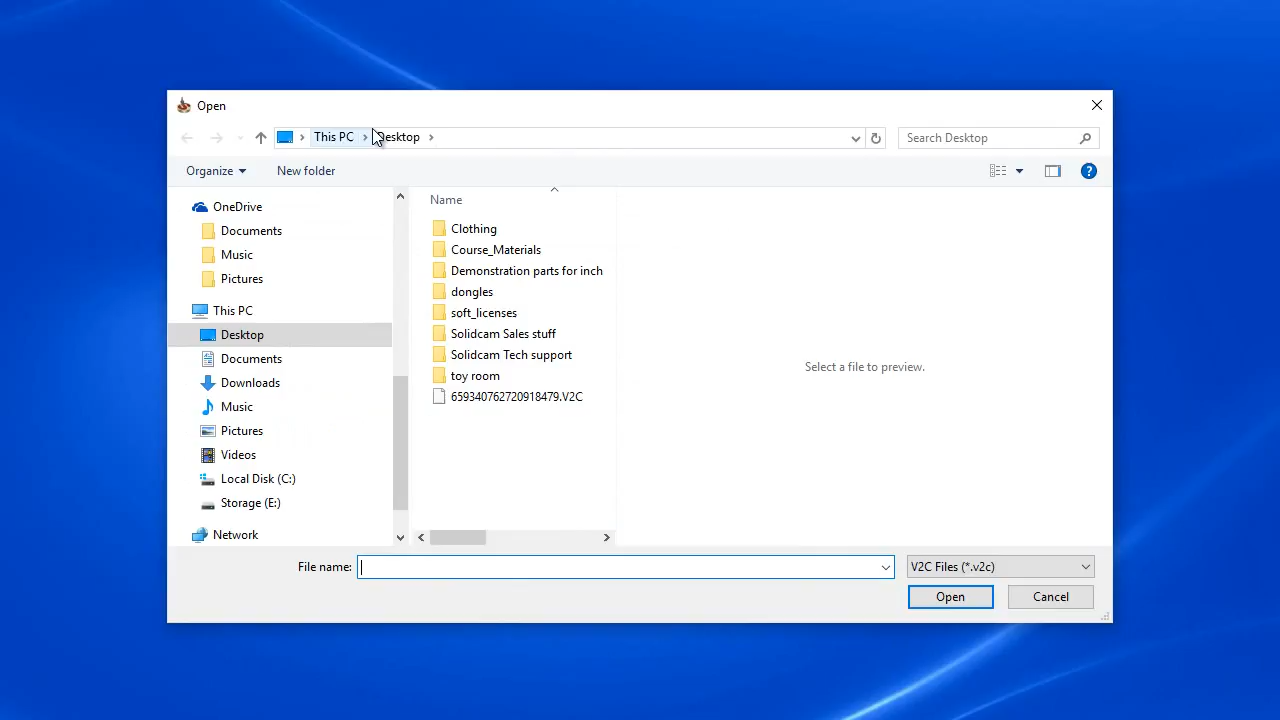 Open
This PC
Desktop
Search Desktop
Organize
New folder
OneDrive
Documents
Music
Pictures
This PC
Desktop
Documents
Downloads
Music
Pictures
Videos
Local Disk (C:)
Storage (E:)
Network
Name
Clothing
Course_Materials
Demonstration parts for inch
dongles
soft_licenses
Solidcam Sales stuff
Solidcam Tech support
toy room
659340762720918479.V2C
Select a file to preview.
File name:
V2C Files (*.v2c)
Open
Cancel